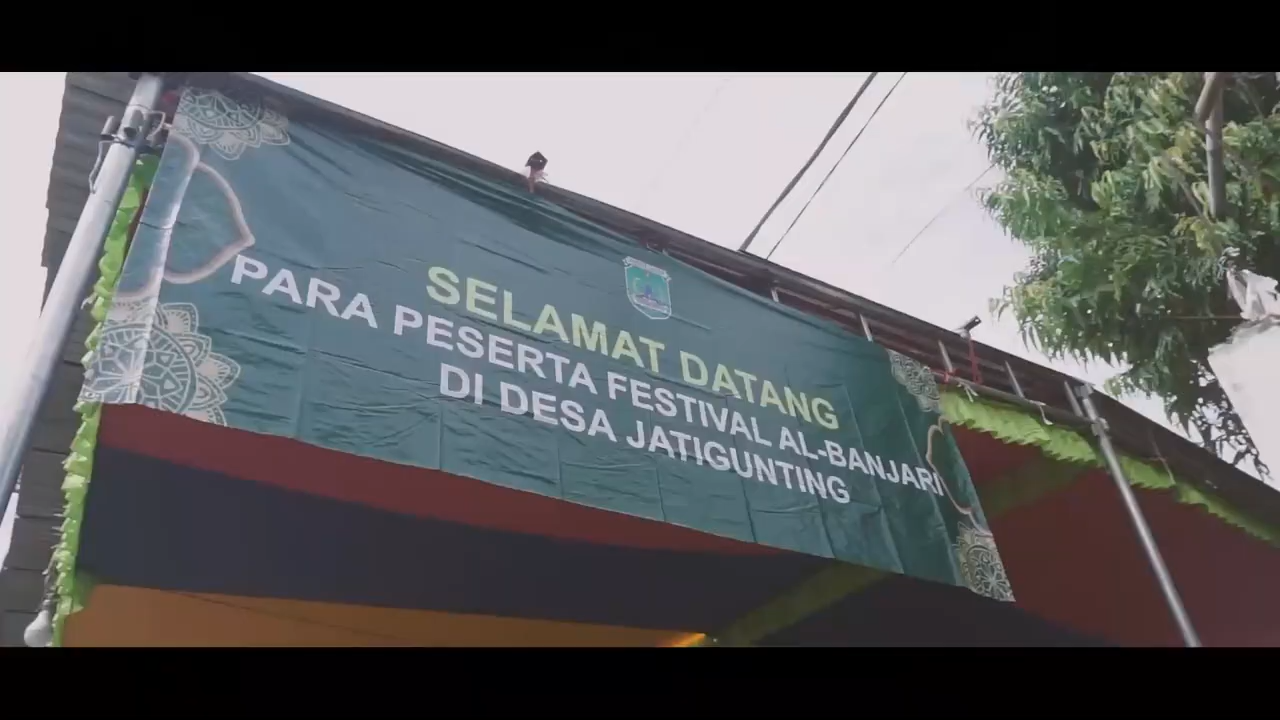 SELAMAT DATANG
PARA PESERTA FESTIVAL AL-BANJARI
DI DESA JATIGUNTING